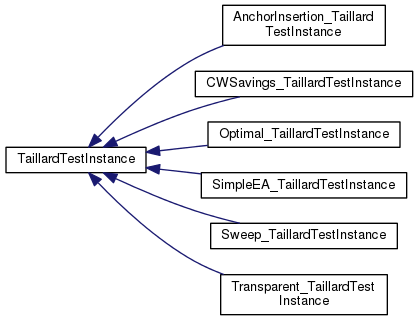 AnchorInsertion_Taillard
TestInstance
CWSavings_TaillardTestInstance
Optimal_TaillardTestInstance
TaillardTestInstance
SimpleEA_TaillardTestInstance
Sweep_TaillardTestInstance
Transparent_TaillardTest
Instance